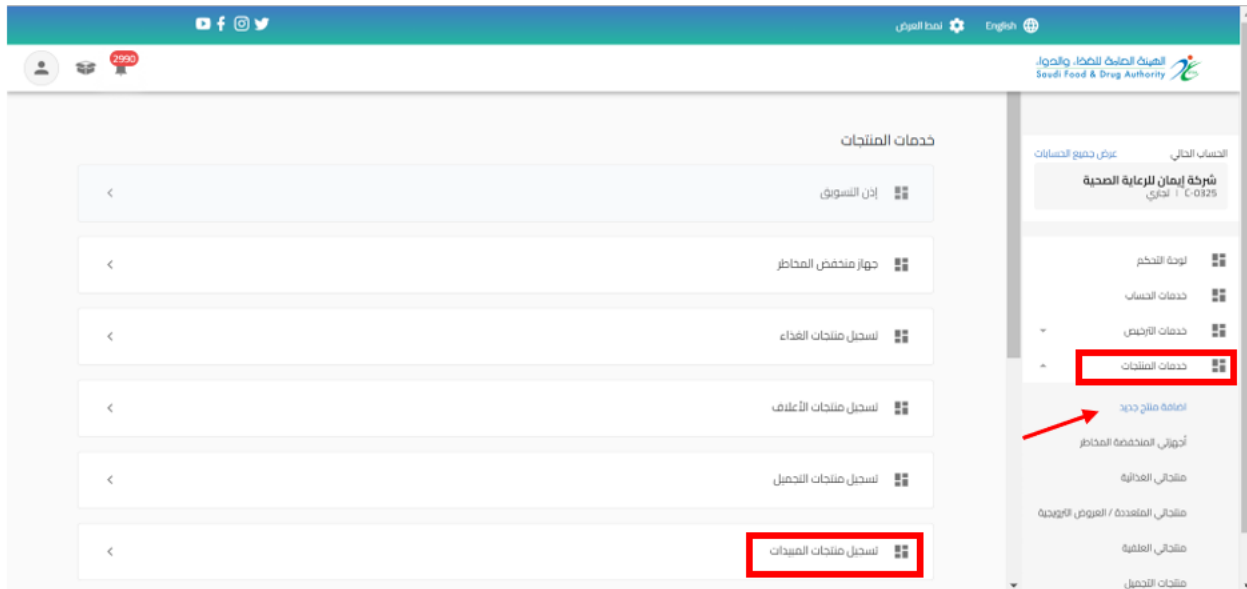 English
نمط العرض
الهيئة العامة للغذاء والدواء
Saudi Food & Drug Authority
2990
الحساب الحالي
عرض جميع الحسابات
شركة إيمان للرعاية الصحية
C-0325 | تجاري
لوحة التحكم
خدمات الحساب
خدمات الترخيص
خدمات المنتجات
اضافة منتج جديد
أجهزتي المنخفضة المخاطر
منتجاتي الغذائية
منتجاتي المتعددة / العروض الترويجية
منتجاتي العلفية
منتجات التجميل
خدمات المنتجات
إذن التسويق
جهاز منخفض المخاطر
تسجيل منتجات الغذاء
تسجيل منتجات الأعلاف
تسجيل منتجات التجميل
تسجيل منتجات المبيدات